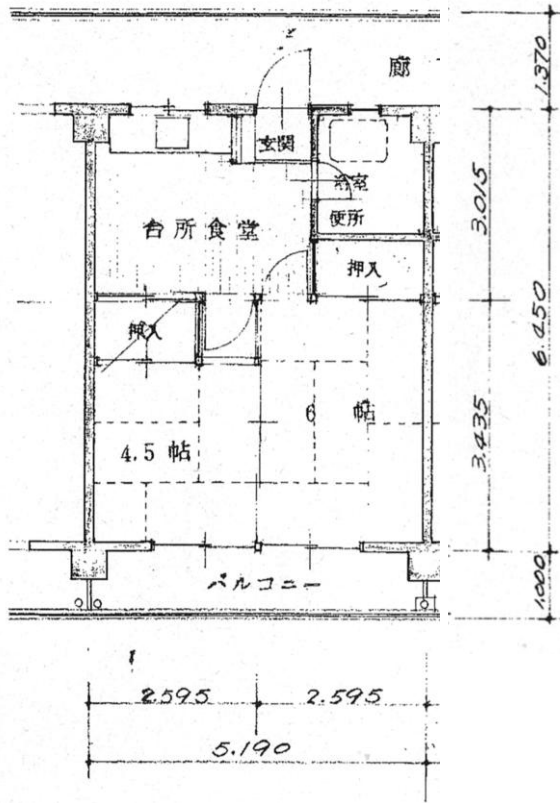 廊
玄関
浴室
便所
台所食堂
押入
押入
6 帖
4.5 帖
バルコニー
1.370
3.015
6.450
3.435
1.000
2.595
2.595
5.190